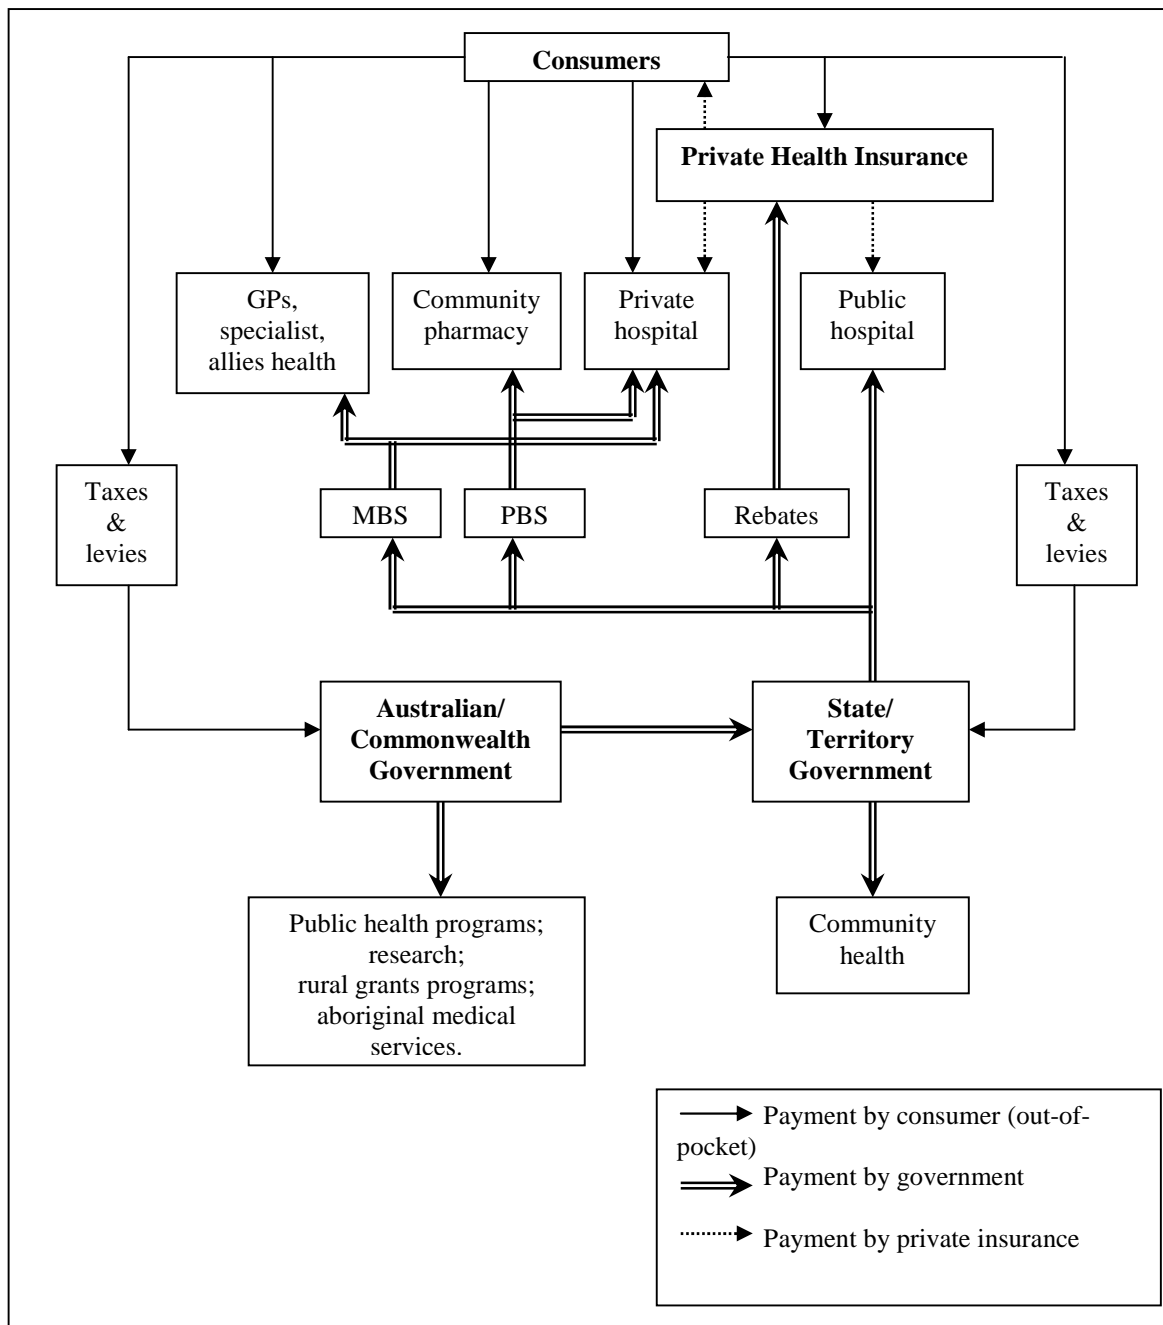 Consumers
Private Health Insurance
GPs,
specialist,
allies health
Community
pharmacy
Private
hospital
Public
hospital
Taxes
&
levies
MBS
PBS
Rebates
Taxes
&
levies
Australian/
Commonwealth
Government
State/
Territory
Government
Public health programs;
research;
rural grants programs;
aboriginal medical
services.
Community
health
Payment by consumer (out-of-
pocket)
Payment by government
Payment by private insurance